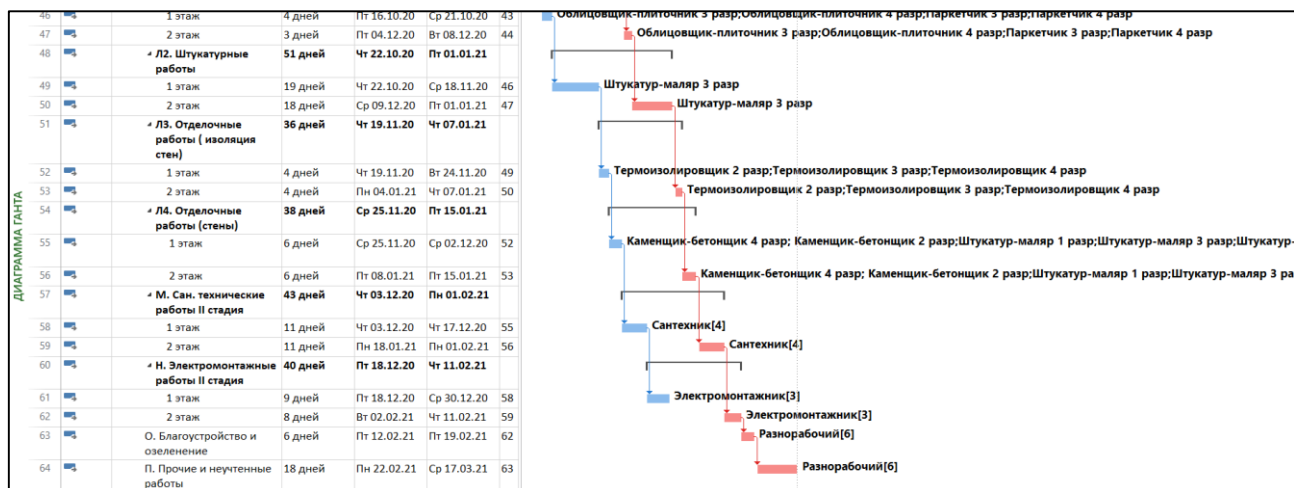 46 1 этаж 4 дней Пт 16.10.20 Ср 21.10.20 43 Облицовщик-плиточник 3 разр;Облицовщик-плиточник 4 разр;Паркетчик 3 разр;Паркетчик 4 разр
47 2 этаж 3 дней Пт 04.12.20 Вт 08.12.20 44 Облицовщик-плиточник 3 разр;Облицовщик-плиточник 4 разр;Паркетчик 3 разр;Паркетчик 4 разр
48 Л2. Штукатурные 51 дней Чт 22.10.20 Пт 01.01.21
работы
49 1 этаж 19 дней Чт 22.10.20 Ср 18.11.20 46 Штукатур-маляр 3 разр
50 2 этаж 18 дней Ср 09.12.20 Пт 01.01.21 47 Штукатур-маляр 3 разр
51 Л3. Отделочные 36 дней Чт 19.11.20 Чт 07.01.21
работы ( изоляция
стен)
52 1 этаж 4 дней Чт 19.11.20 Вт 24.11.20 49 Термоизолировщик 2 разр;Термоизолировщик 3 разр;Термоизолировщик 4 разр
53 2 этаж 4 дней Пн 04.01.21 Чт 07.01.21 50 Термоизолировщик 2 разр;Термоизолировщик 3 разр;Термоизолировщик 4 разр
54 Л4. Отделочные 38 дней Ср 25.11.20 Пт 15.01.21
работы (стены)
55 1 этаж 6 дней Ср 25.11.20 Ср 02.12.20 52 Каменщик-бетонщик 4 разр; Каменщик-бетонщик 2 разр;Штукатур-маляр 1 разр;Штукатур-маляр 3 разр;Штукатур-
56 2 этаж 6 дней Пт 08.01.21 Пт 15.01.21 53 Каменщик-бетонщик 4 разр; Каменщик-бетонщик 2 разр;Штукатур-маляр 1 разр;Штукатур-маляр 3 ра
57 М. Сан. технические 43 дней Чт 03.12.20 Пн 01.02.21
работы II стадия
58 1 этаж 11 дней Чт 03.12.20 Чт 17.12.20 55 Сантехник[4]
59 2 этаж 11 дней Пн 18.01.21 Пн 01.02.21 56 Сантехник[4]
60 Н. Электромонтажные 40 дней Пт 18.12.20 Чт 11.02.21
работы II стадия
61 1 этаж 9 дней Пт 18.12.20 Ср 30.12.20 58 Электромонтажник[3]
62 2 этаж 8 дней Вт 02.02.21 Чт 11.02.21 59 Электромонтажник[3]
63 О. Благоустройство и 6 дней Пт 12.02.21 Пт 19.02.21 62 Разнорабочий[6]
озеленение
64 П. Прочие и неучтенные 18 дней Пн 22.02.21 Ср 17.03.21 63 Разнорабочий[6]
работы
ДИАГРАММА ГАНТА